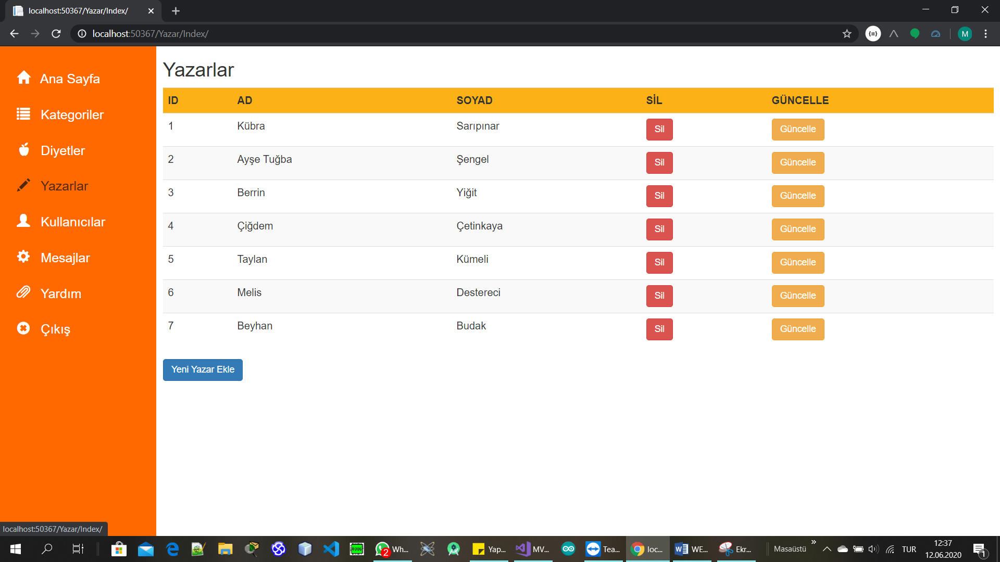 localhost:50367/Yazar/Index/
localhost:50367/Yazar/Index/
M
Ana Sayfa
Kategoriler
Diyetler
Yazarlar
Kullanıcılar
Mesajlar
Yardım
Çıkış
Yazarlar
ID AD SOYAD SİL GÜNCELLE
1 Kübra Sarıpınar Sil Güncelle
2 Ayşe Tuğba Şengel Sil Güncelle
3 Berrin Yiğit Sil Güncelle
4 Çiğdem Çetinkaya Sil Güncelle
5 Taylan Kümeli Sil Güncelle
6 Melis Destereci Sil Güncelle
7 Beyhan Budak Sil Güncelle
Yeni Yazar Ekle
localhost:50367/Yazar/Index/
8086 2 Wh... Yap... MV... Tea... loc... WE... Ekr... Masaüstü TUR 12:37
12.06.2020 1